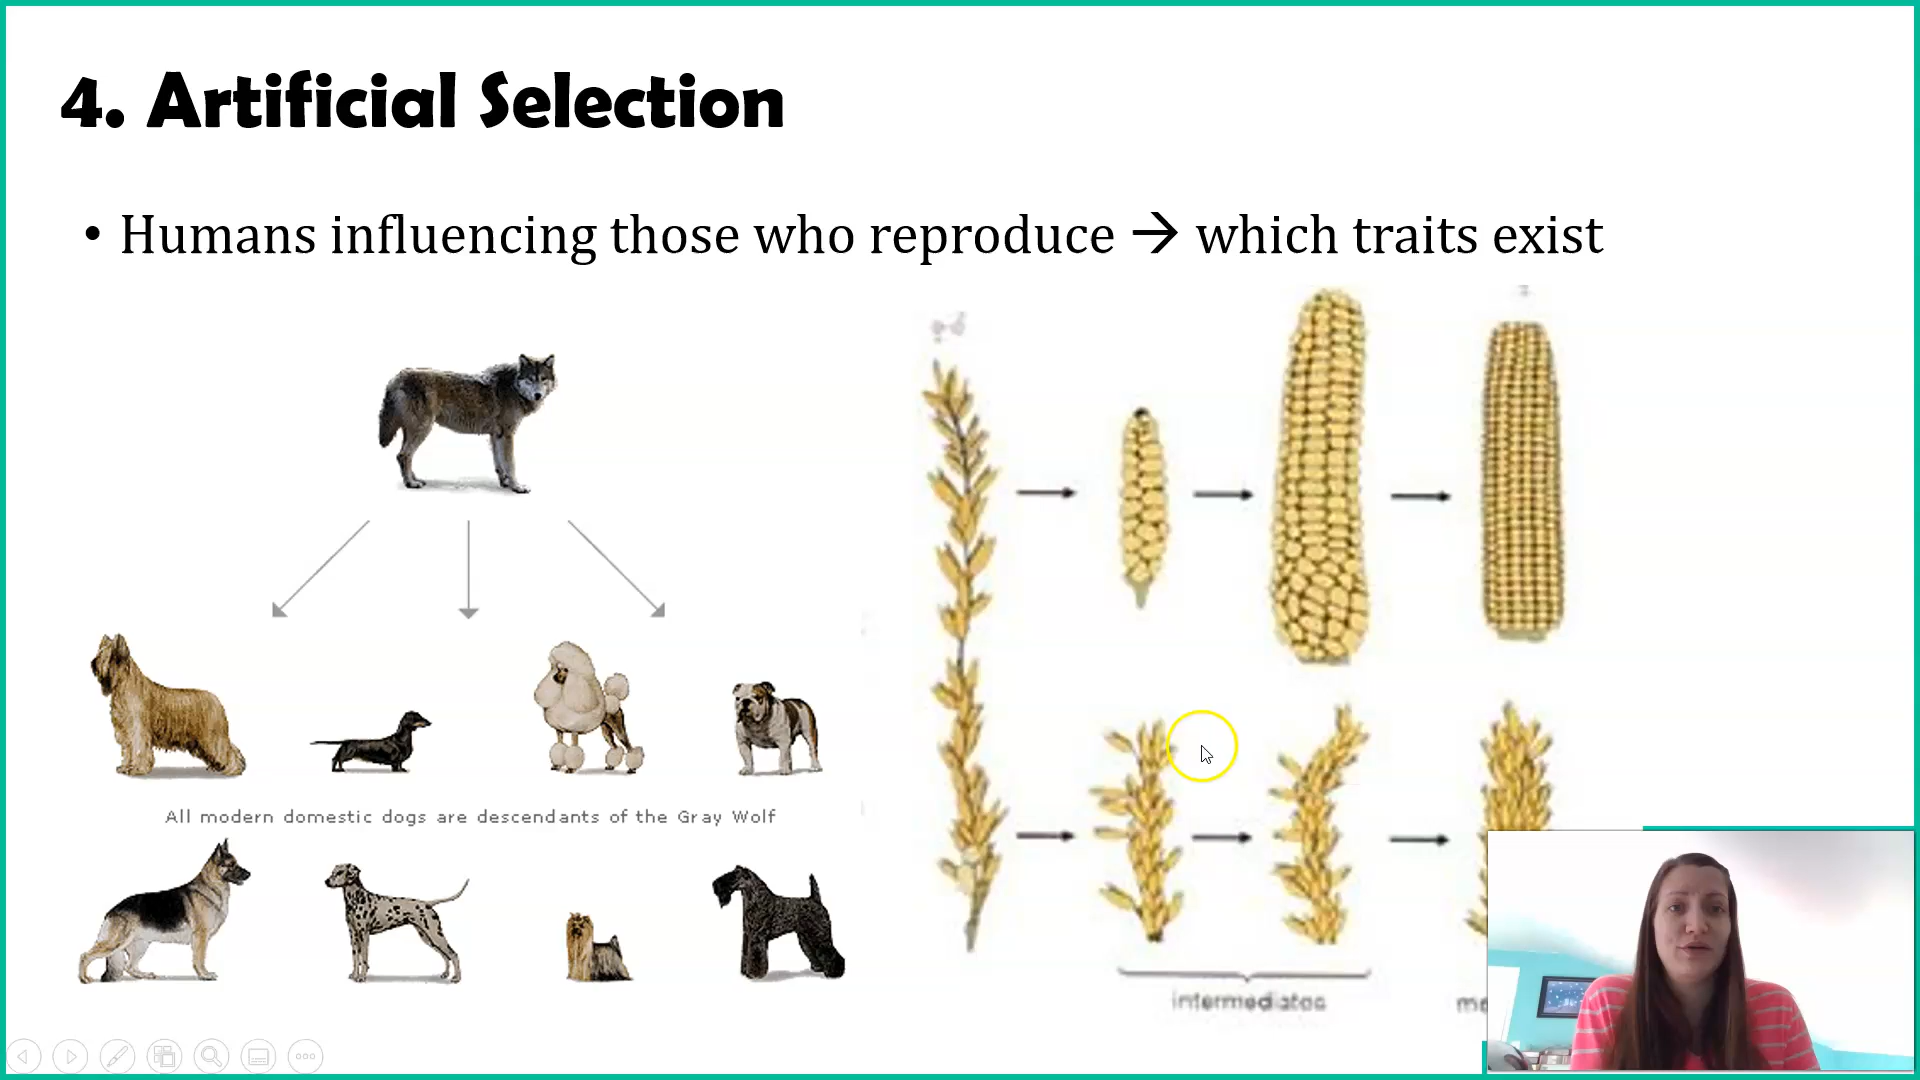 4. Artificial Selection
• Humans influencing those who reproduce → which traits exist
All modern domestic dogs are descendants of the Gray Wolf
intermediates